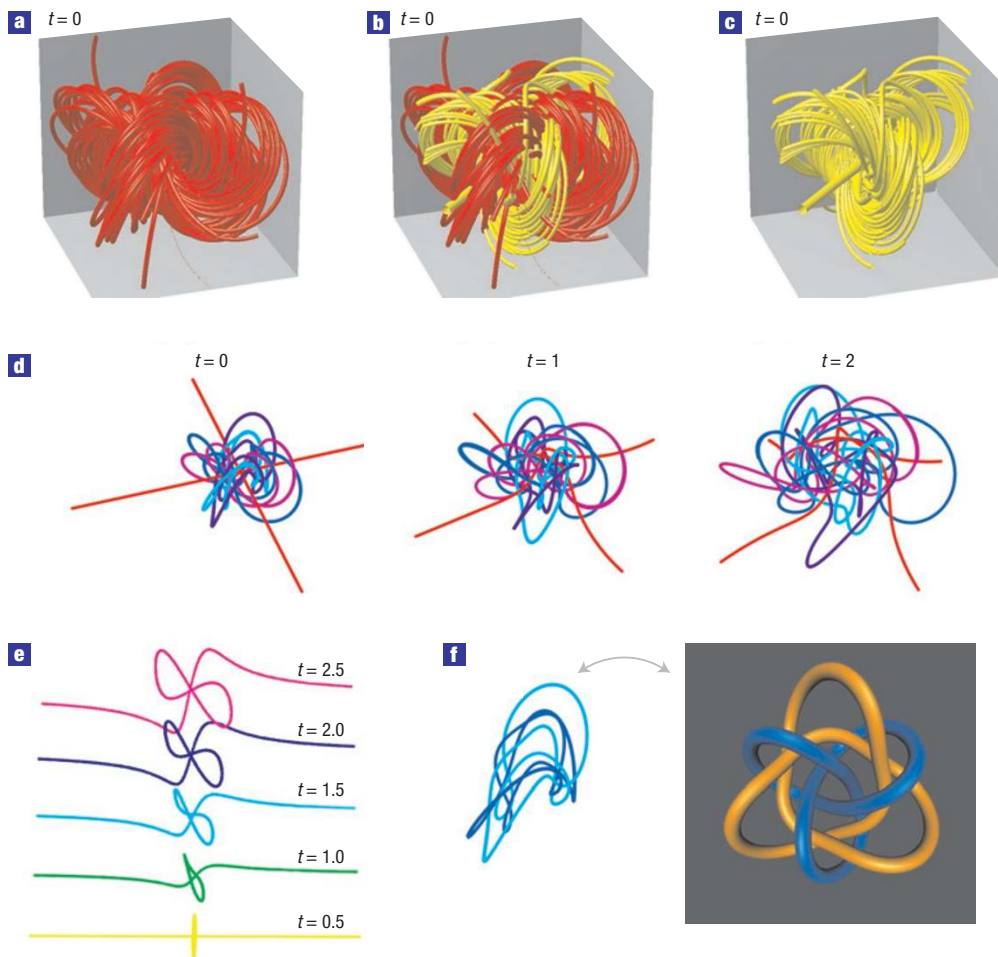 a t = 0
b t = 0
c t = 0
d t = 0 t = 1 t = 2
e
t = 2.5
t = 2.0
t = 1.5
t = 1.0
t = 0.5
f